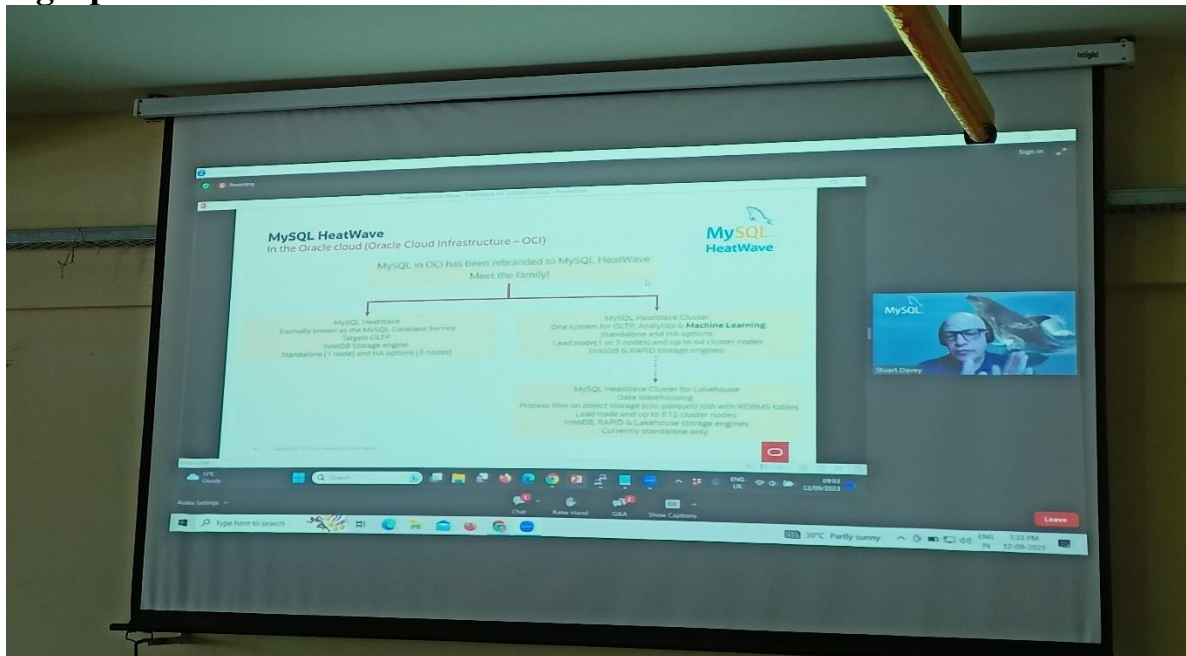 Insight
Sign in
Recording
MySQL HeatWave
In the Oracle cloud (Oracle Cloud Infrastructure – OCI)
MySQL
HeatWave
MySQL in OCI has been rebranded to MySQL HeatWave
Meet the family!
MySQL HeatWave
Formally known as the MySQL Database Service
Targets OLTP
InnoDB Storage engine
Standalone (1 node) and HA options (3 nodes)
MySQL HeatWave Cluster
One system for OLTP, Analytics & Machine Learning
Standalone and HA options
Lead node(1 or 3 nodes) and up to 64 cluster nodes
InnoDB & RAPID storage engines
MySQL HeatWave Cluster for Lakehouse
Data Warehousing
Process files on object storage (csv, parquet) join with RDBMS tables
Lead node and up to 512 cluster nodes
InnoDB, RAPID & Lakehouse storage engines
Currently standalone only
MySQL
Stuart Davey
Cloudy
Search
ENG
UK
09:03
12/09/2023
Audio Settings
Chat
Raise Hand
Q&A
Show Captions
Leave
Type here to search
30°C Partly sunny
ENG
IN
1:33 PM
12-09-2023